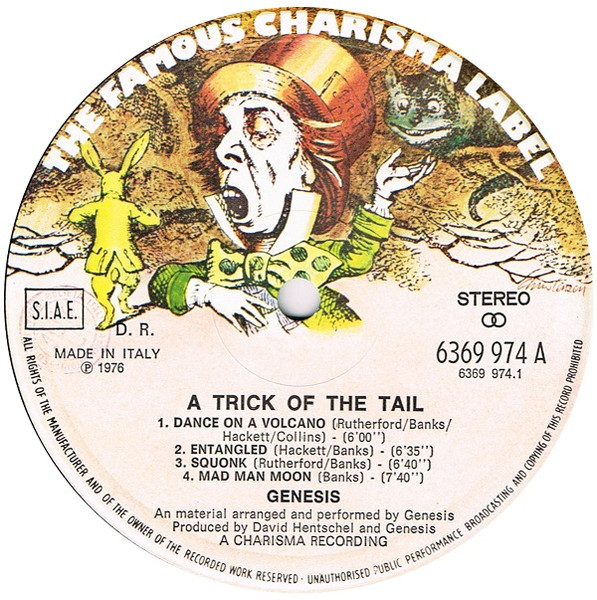 THE FAMOUS CHARISMA LABEL
S.I.A.E.
D. R.
MADE IN ITALY
Ⓟ 1976
STEREO
6369 974 A
6369 974.1
A TRICK OF THE TAIL
1. DANCE ON A VOLCANO (Rutherford/Banks/
Hackett/Collins) - (6'00'')
2. ENTANGLED (Hackett/Banks) - (6'35'')
3. SQUONK (Rutherford/Banks) - (6'40'')
4. MAD MAN MOON (Banks) - (7'40'')
GENESIS
An material arranged and performed by Genesis
Produced by David Hentschel and Genesis
A CHARISMA RECORDING
ALL RIGHTS OF THE MANUFACTURER AND OF THE OWNER OF THE RECORDED WORK RESERVED - UNAUTHORISED PUBLIC PERFORMANCE BROADCASTING AND COPYING OF THIS RECORD PROHIBITED